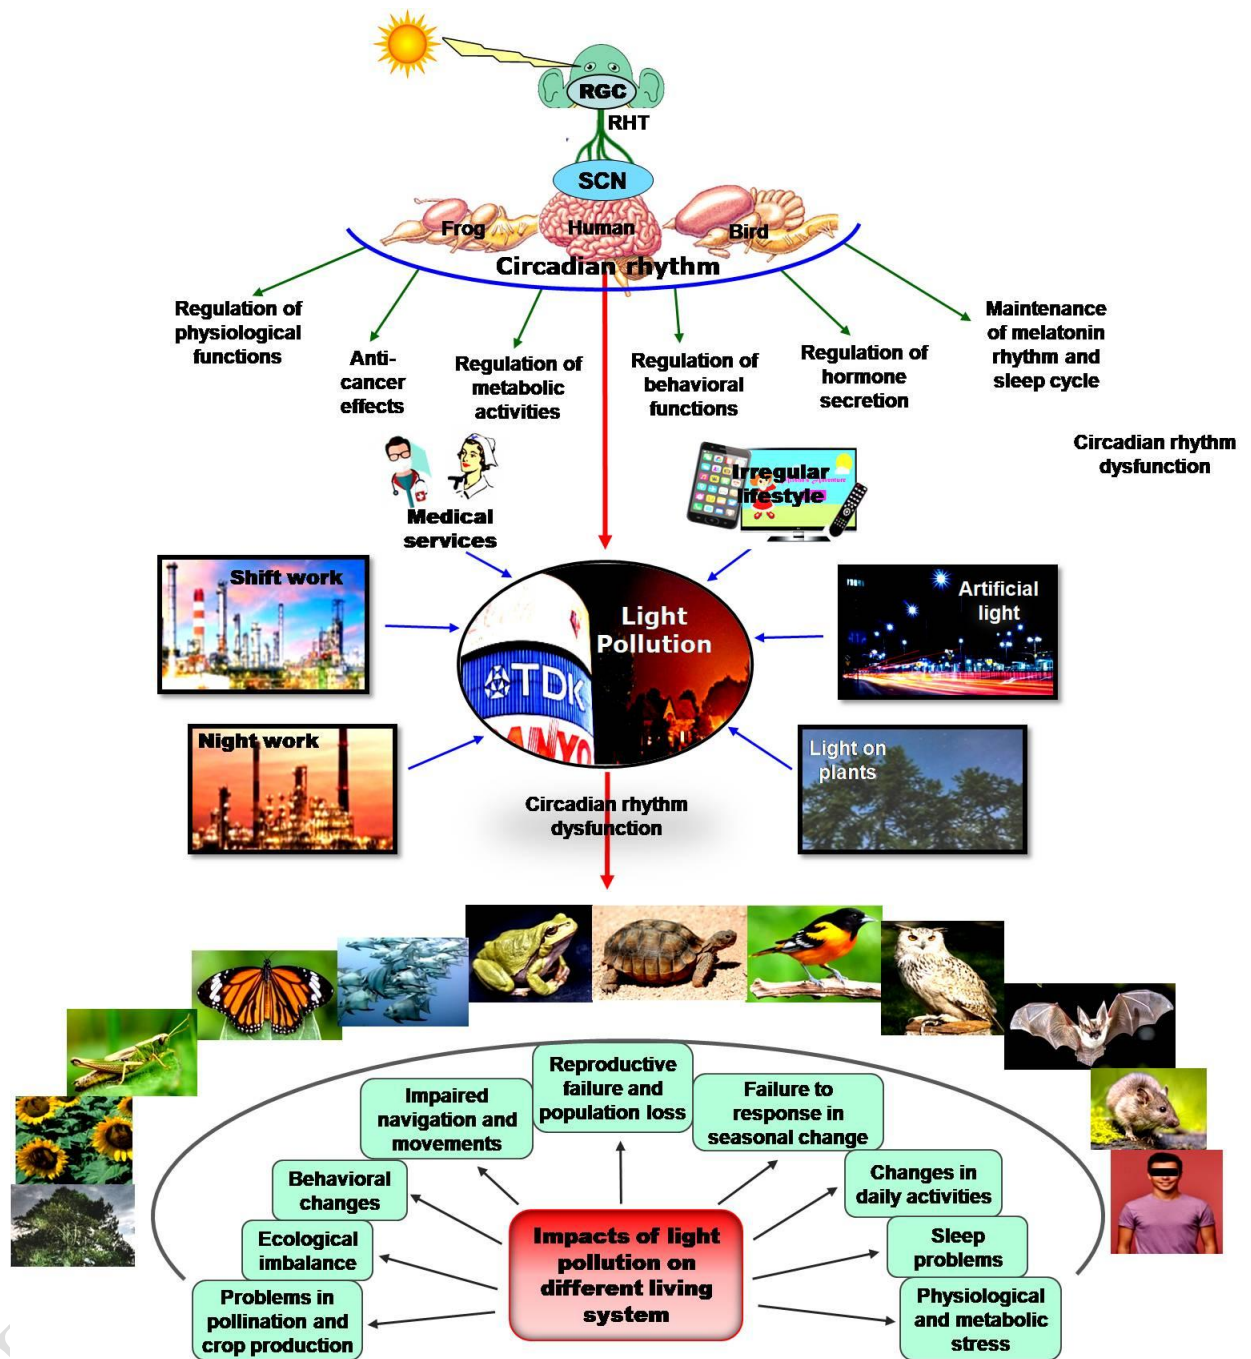 RGC
RHT
SCN
Frog
Human
Bird
Circadian rhythm
Regulation of
physiological
functions
Anti-
cancer
effects
Regulation of
metabolic
activities
Regulation of
behavioral
functions
Regulation of
hormone
secretion
Maintenance
of melatonin
rhythm and
sleep cycle
Circadian rhythm
dysfunction
Medical
services
Irregular
lifestyle
Shift work
Light
Pollution
TDK
ANYO
Artificial
light
Night work
Light on
plants
Circadian rhythm
dysfunction
Reproductive
failure and
population loss
Impaired
navigation and
movements
Failure to
response in
seasonal change
Behavioral
changes
Changes in
daily activities
Ecological
imbalance
Sleep
problems
Problems in
pollination and
crop production
Physiological
and metabolic
stress
Impacts of light
pollution on
different living
system